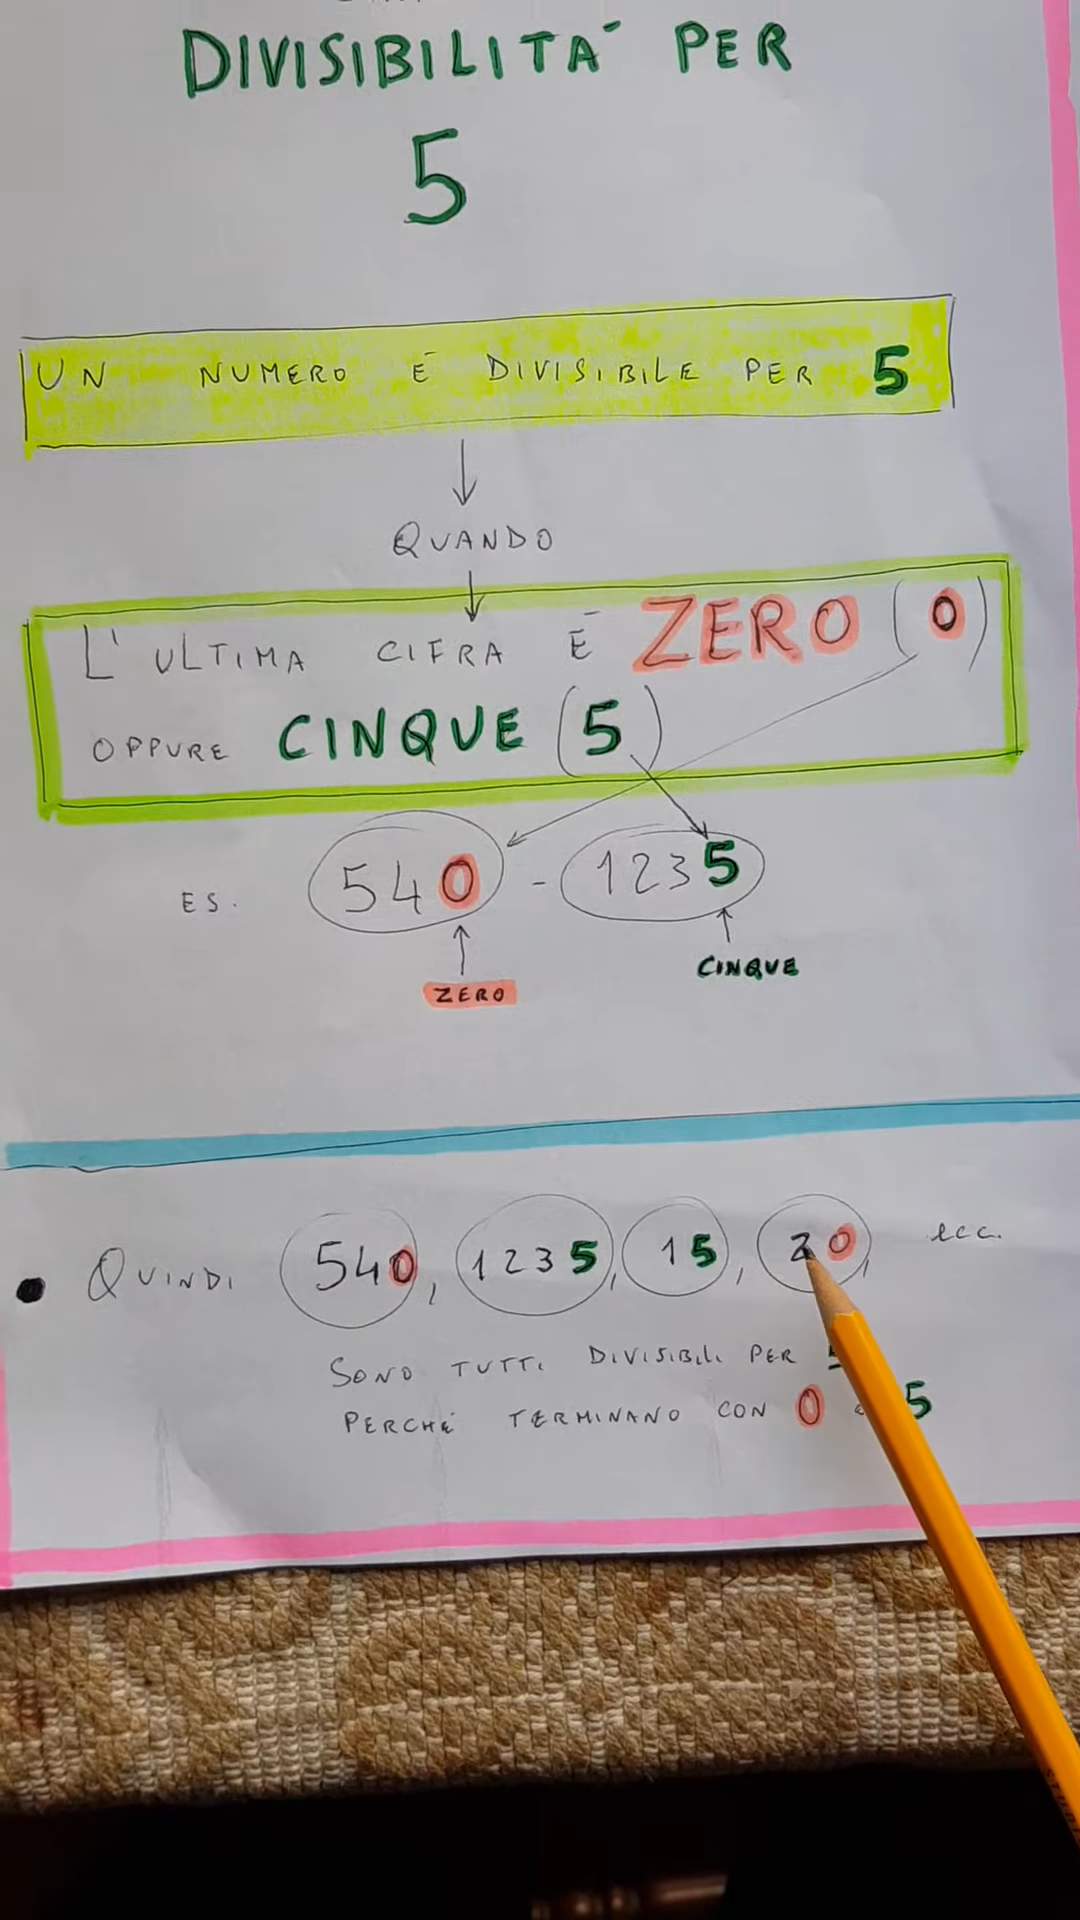 DIVISIBILITÀ PER
5
UN NUMERO È DIVISIBILE PER 5
QUANDO
L'ULTIMA CIFRA È ZERO (0)
OPPURE CINQUE (5)
ES. 540 - 1235
CINQUE
ZERO
• QUINDI 540, 1235, 15, 20, ecc.
SONO TUTTI DIVISIBILI PER
PERCHÉ TERMINANO CON 0 5